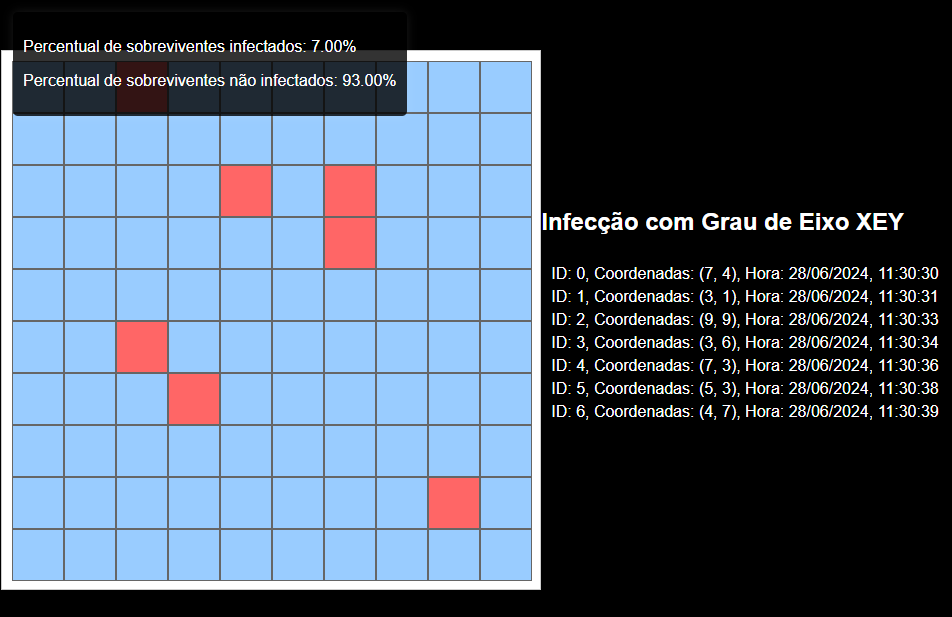 Percentual de sobreviventes infectados: 7.00%
Percentual de sobreviventes não infectados: 93.00%
Infecção com Grau de Eixo XEY
ID: 0, Coordenadas: (7, 4), Hora: 28/06/2024, 11:30:30
ID: 1, Coordenadas: (3, 1), Hora: 28/06/2024, 11:30:31
ID: 2, Coordenadas: (9, 9), Hora: 28/06/2024, 11:30:33
ID: 3, Coordenadas: (3, 6), Hora: 28/06/2024, 11:30:34
ID: 4, Coordenadas: (7, 3), Hora: 28/06/2024, 11:30:36
ID: 5, Coordenadas: (5, 3), Hora: 28/06/2024, 11:30:38
ID: 6, Coordenadas: (4, 7), Hora: 28/06/2024, 11:30:39